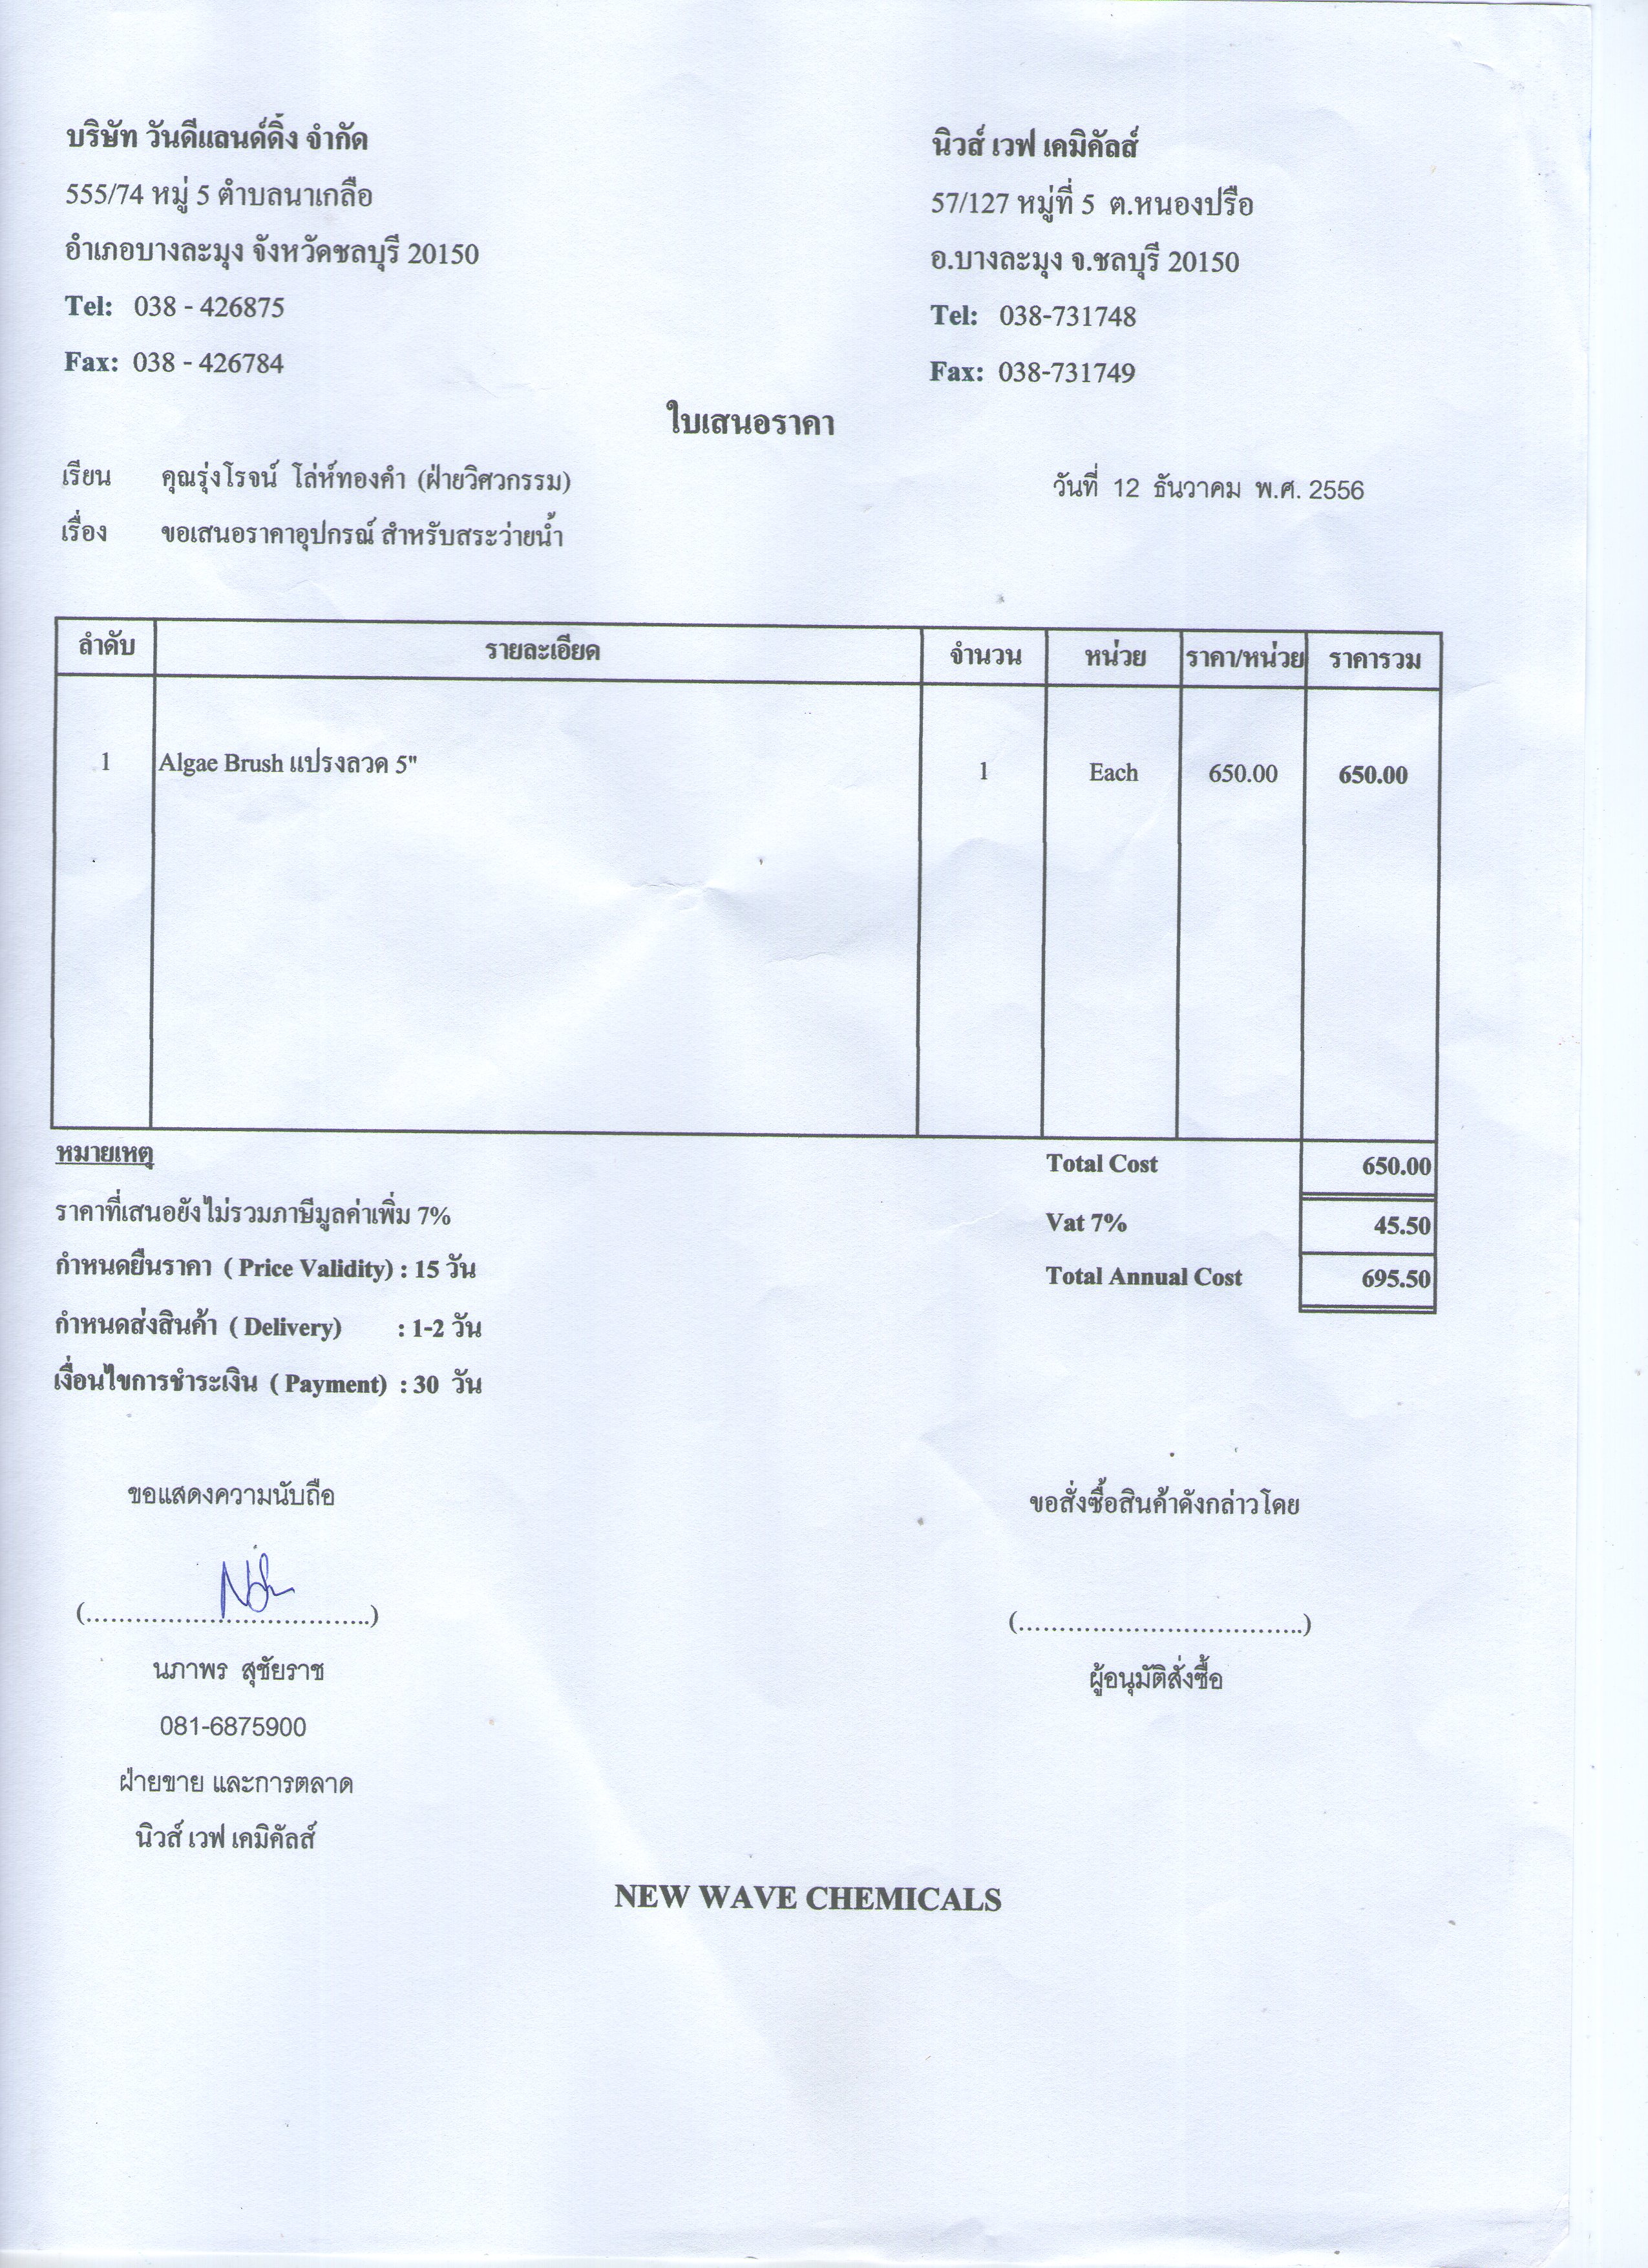 บริษัท วันดีแลนด์ดิ้ง จำกัด
555/74 หมู่ 5 ตำบลนาเกลือ
อำเภอบางละมุง จังหวัดชลบุรี 20150
Tel: 038 - 426875
Fax: 038 - 426784
นิวส์ เวฟ เคมิคัลส์
57/127 หมู่ที่ 5 ต.หนองปรือ
อ.บางละมุง จ.ชลบุรี 20150
Tel: 038-731748
Fax: 038-731749
ใบเสนอราคา
เรียน คุณรุ่งโรจน์ โล่ห์ทองคำ (ฝ่ายวิศวกรรม)
วันที่ 12 ธันวาคม พ.ศ. 2556
เรื่อง ขอเสนอราคาอุปกรณ์ สำหรับสระว่ายน้ำ
ลำดับ รายละเอียด จำนวน หน่วย ราคา/หน่วย ราคารวม
1 Algae Brush แปรงลวด 5" 1 Each 650.00 650.00
หมายเหตุ
Total Cost 650.00
ราคาที่เสนอยังไม่รวมภาษีมูลค่าเพิ่ม 7%
Vat 7% 45.50
กำหนดยืนราคา ( Price Validity) : 15 วัน
Total Annual Cost 695.50
กำหนดส่งสินค้า ( Delivery) : 1-2 วัน
เงื่อนไขการชำระเงิน ( Payment) : 30 วัน
ขอแสดงความนับถือ
(...................................)
นภาพร สุชัยราช
081-6875900
ฝ่ายขาย และการตลาด
นิวส์ เวฟ เคมิคัลส์
ขอสั่งซื้อสินค้าดังกล่าวโดย
(...................................)
ผู้อนุมัติสั่งซื้อ
NEW WAVE CHEMICALS